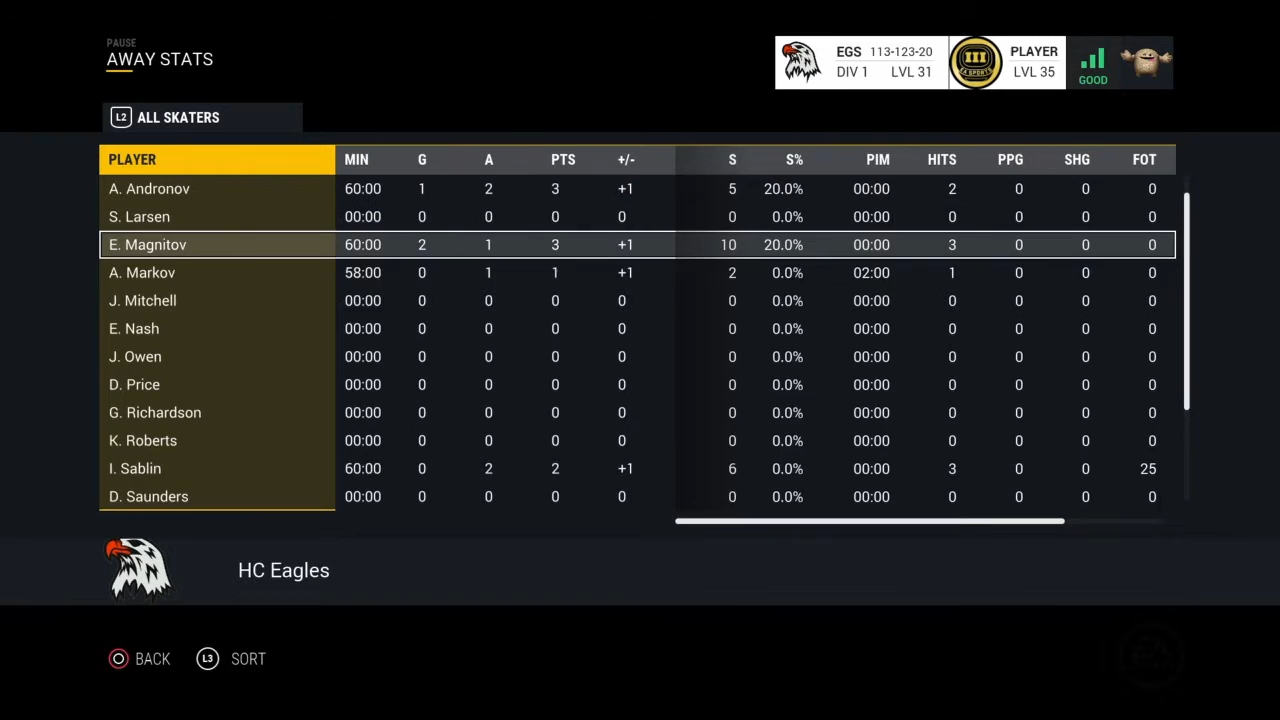 PAUSE
AWAY STATS
EGS 113-123-20
DIV 1 LVL 31
III
PLAYER
LVL 35
GOOD
L2 ALL SKATERS
PLAYER MIN G A PTS +/- S S% PIM HITS PPG SHG FOT
A. Andronov 60:00 1 2 3 +1 5 20.0% 00:00 2 0 0 0
S. Larsen 00:00 0 0 0 0 0 0.0% 00:00 0 0 0 0
E. Magnitov 60:00 2 1 3 +1 10 20.0% 00:00 3 0 0 0
A. Markov 58:00 0 1 1 +1 2 0.0% 02:00 1 0 0 0
J. Mitchell 00:00 0 0 0 0 0 0.0% 00:00 0 0 0 0
E. Nash 00:00 0 0 0 0 0 0.0% 00:00 0 0 0 0
J. Owen 00:00 0 0 0 0 0 0.0% 00:00 0 0 0 0
D. Price 00:00 0 0 0 0 0 0.0% 00:00 0 0 0 0
G. Richardson 00:00 0 0 0 0 0 0.0% 00:00 0 0 0 0
K. Roberts 00:00 0 0 0 0 0 0.0% 00:00 0 0 0 0
I. Sablin 60:00 0 2 2 +1 6 0.0% 00:00 3 0 0 25
D. Saunders 00:00 0 0 0 0 0 0.0% 00:00 0 0 0 0
HC Eagles
BACK L3 SORT